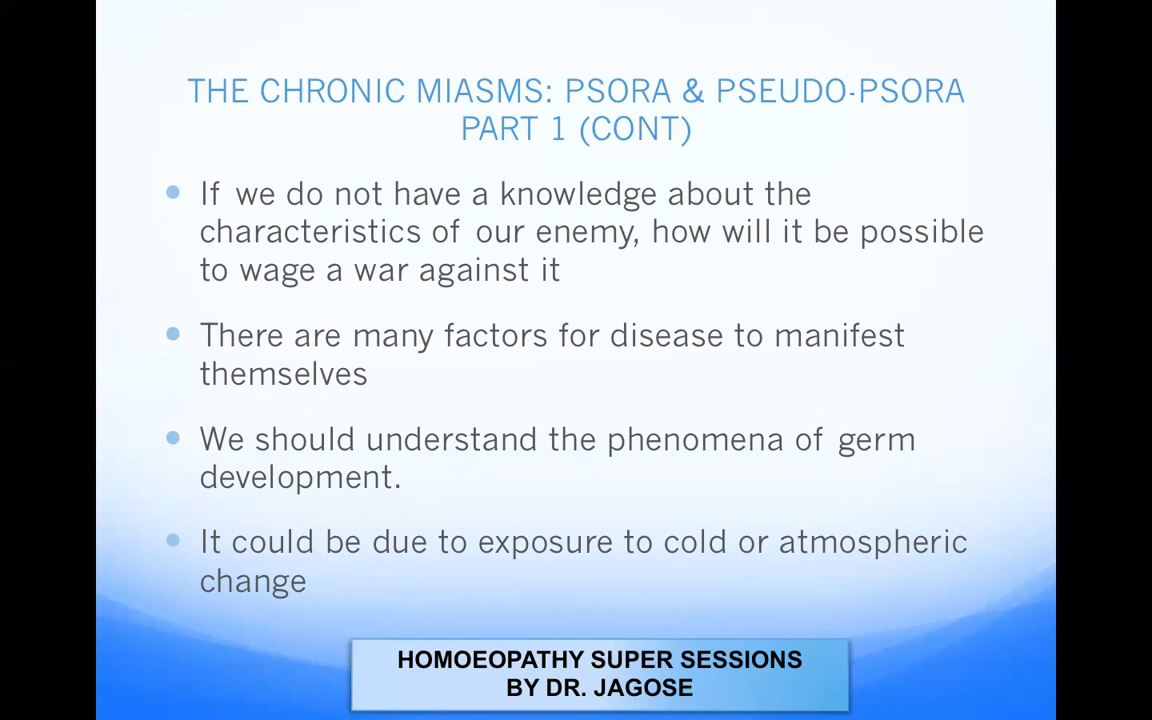 THE CHRONIC MIASMS: PSORA & PSEUDO-PSORA
PART 1 (CONT)
If we do not have a knowledge about the
characteristics of our enemy, how will it be possible
to wage a war against it
There are many factors for disease to manifest
themselves
We should understand the phenomena of germ
development.
It could be due to exposure to cold or atmospheric
change
HOMOEOPATHY SUPER SESSIONS
BY DR. JAGOSE